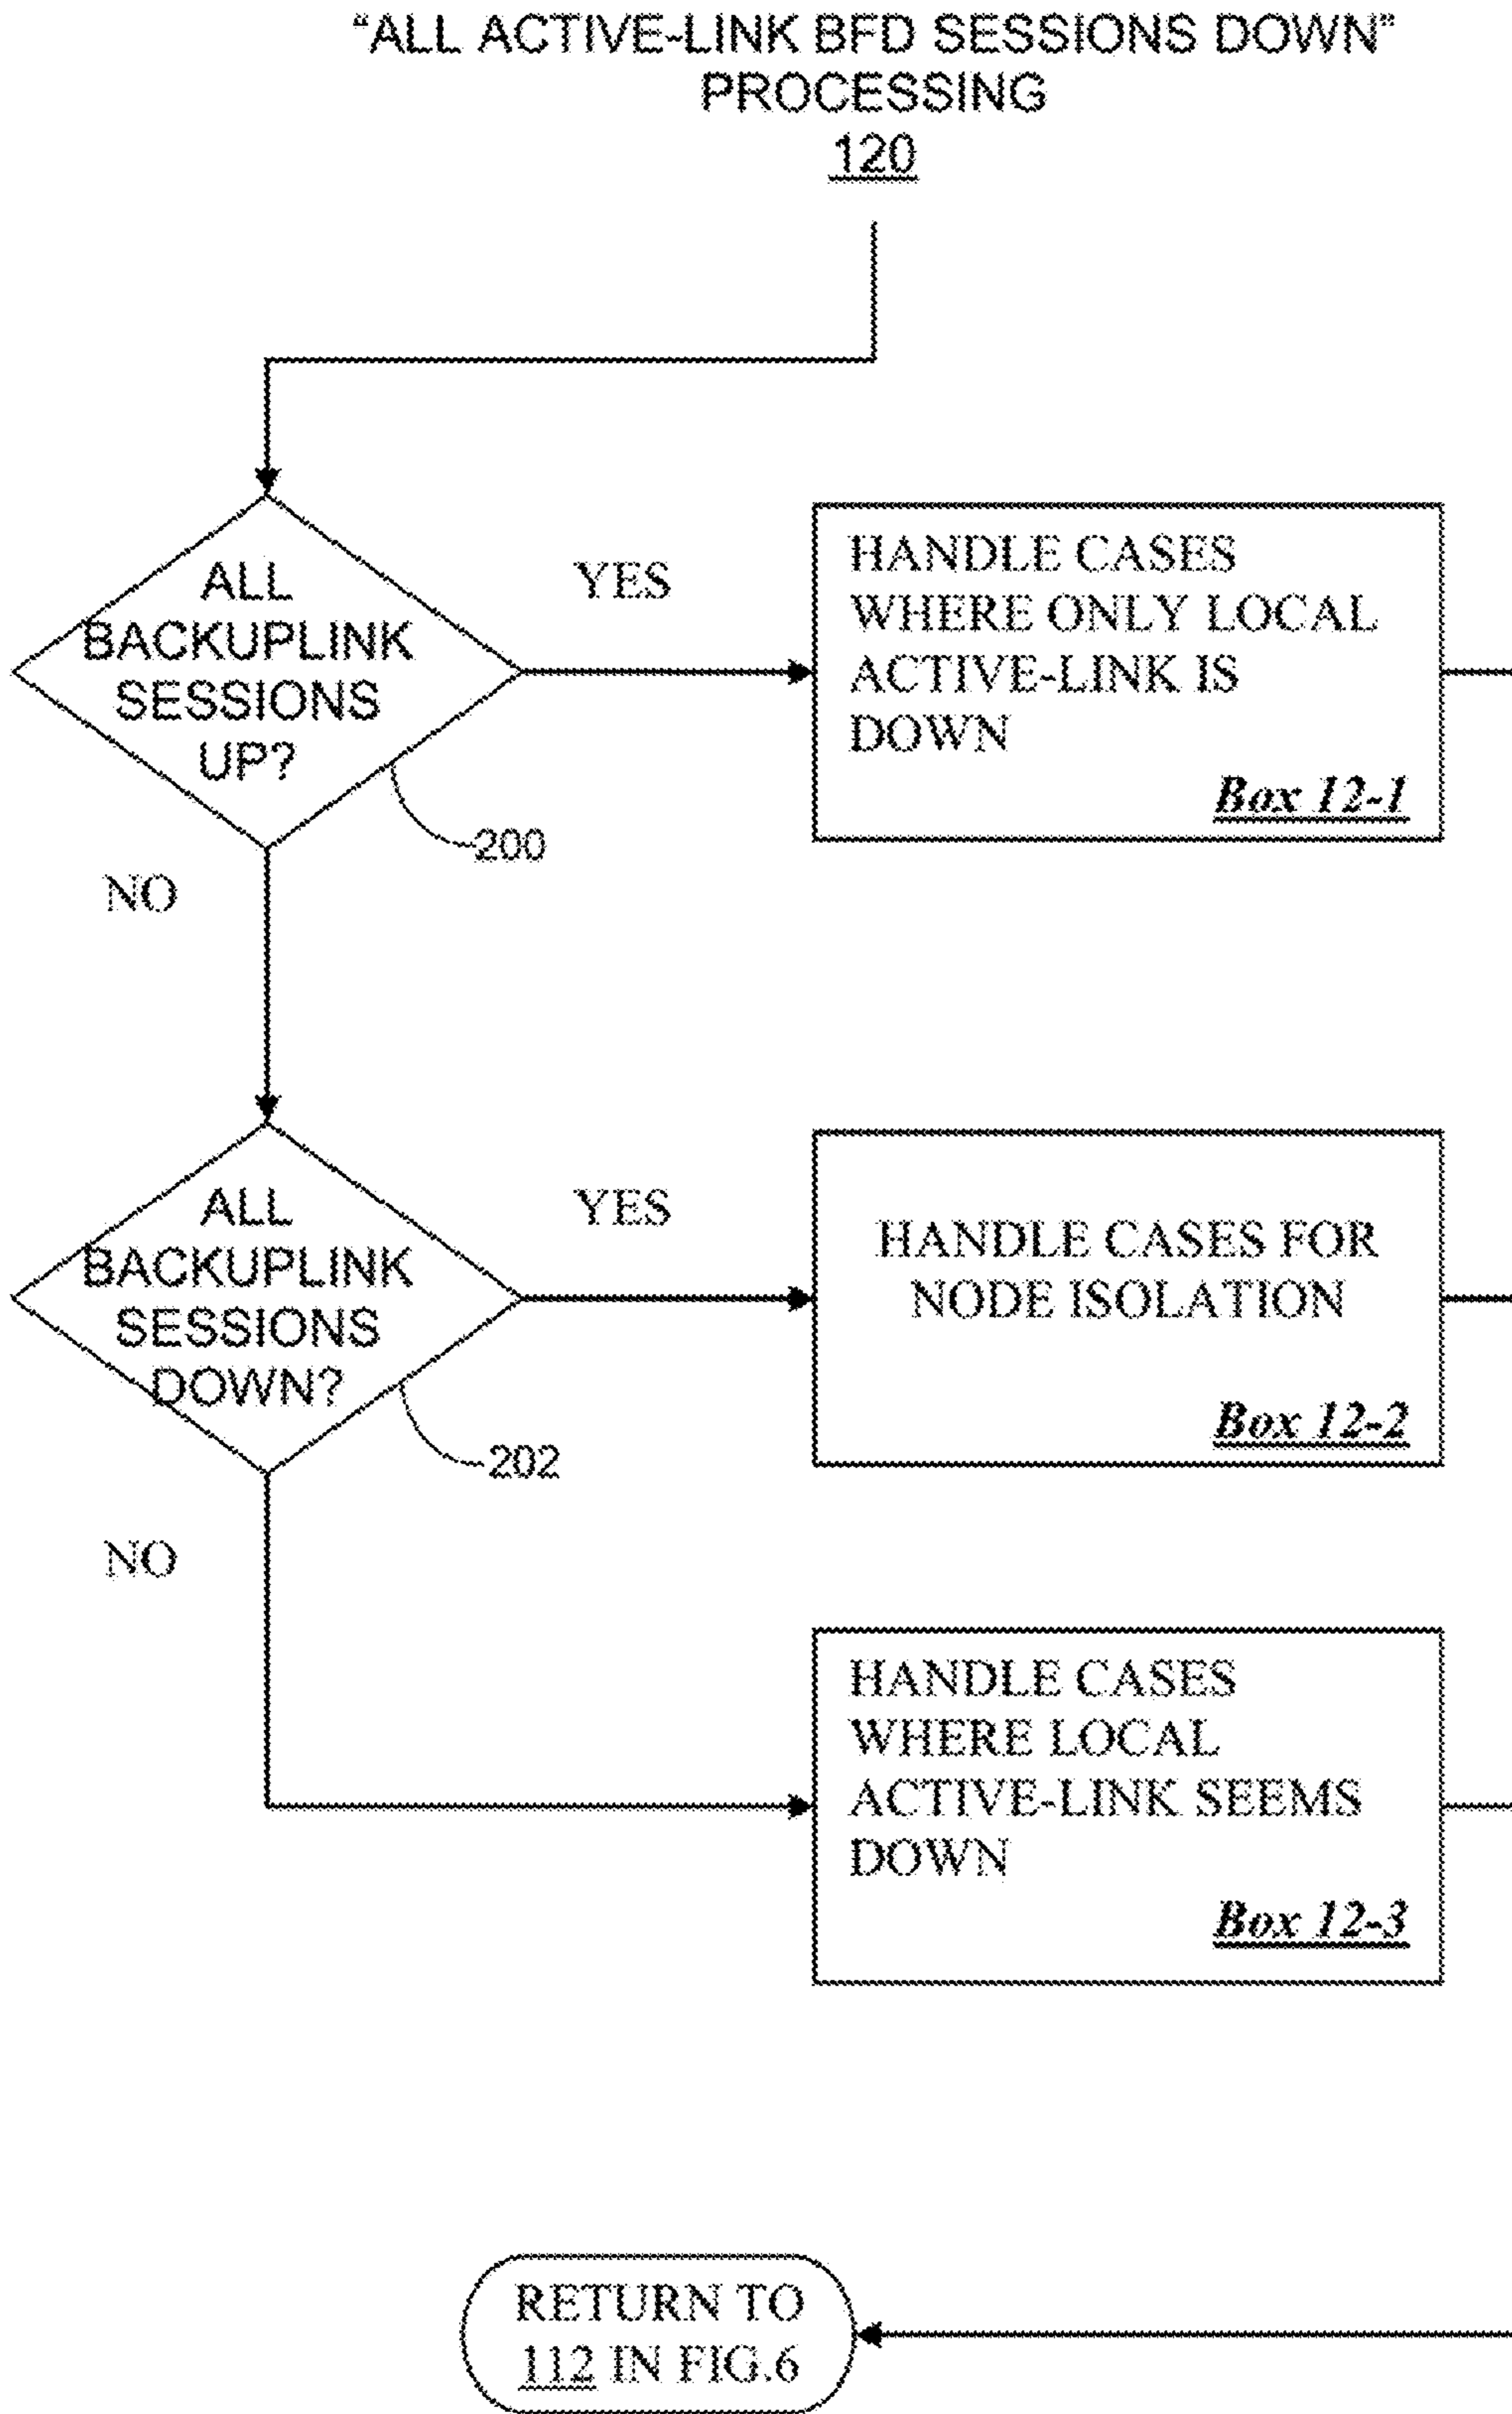 “ALL ACTIVE-LINK BFD SESSIONS DOWN”
PROCESSING
120
ALL
BACKUPLINK
SESSIONS
UP?
YES
200
NO
HANDLE CASES
WHERE ONLY LOCAL
ACTIVE-LINK IS
DOWN
Box 12-1
ALL
BACKUPLINK
SESSIONS
DOWN?
YES
202
NO
HANDLE CASES FOR
NODE ISOLATION
Box 12-2
HANDLE CASES
WHERE LOCAL
ACTIVE-LINK SEEMS
DOWN
Box 12-3
RETURN TO
112 IN FIG.6